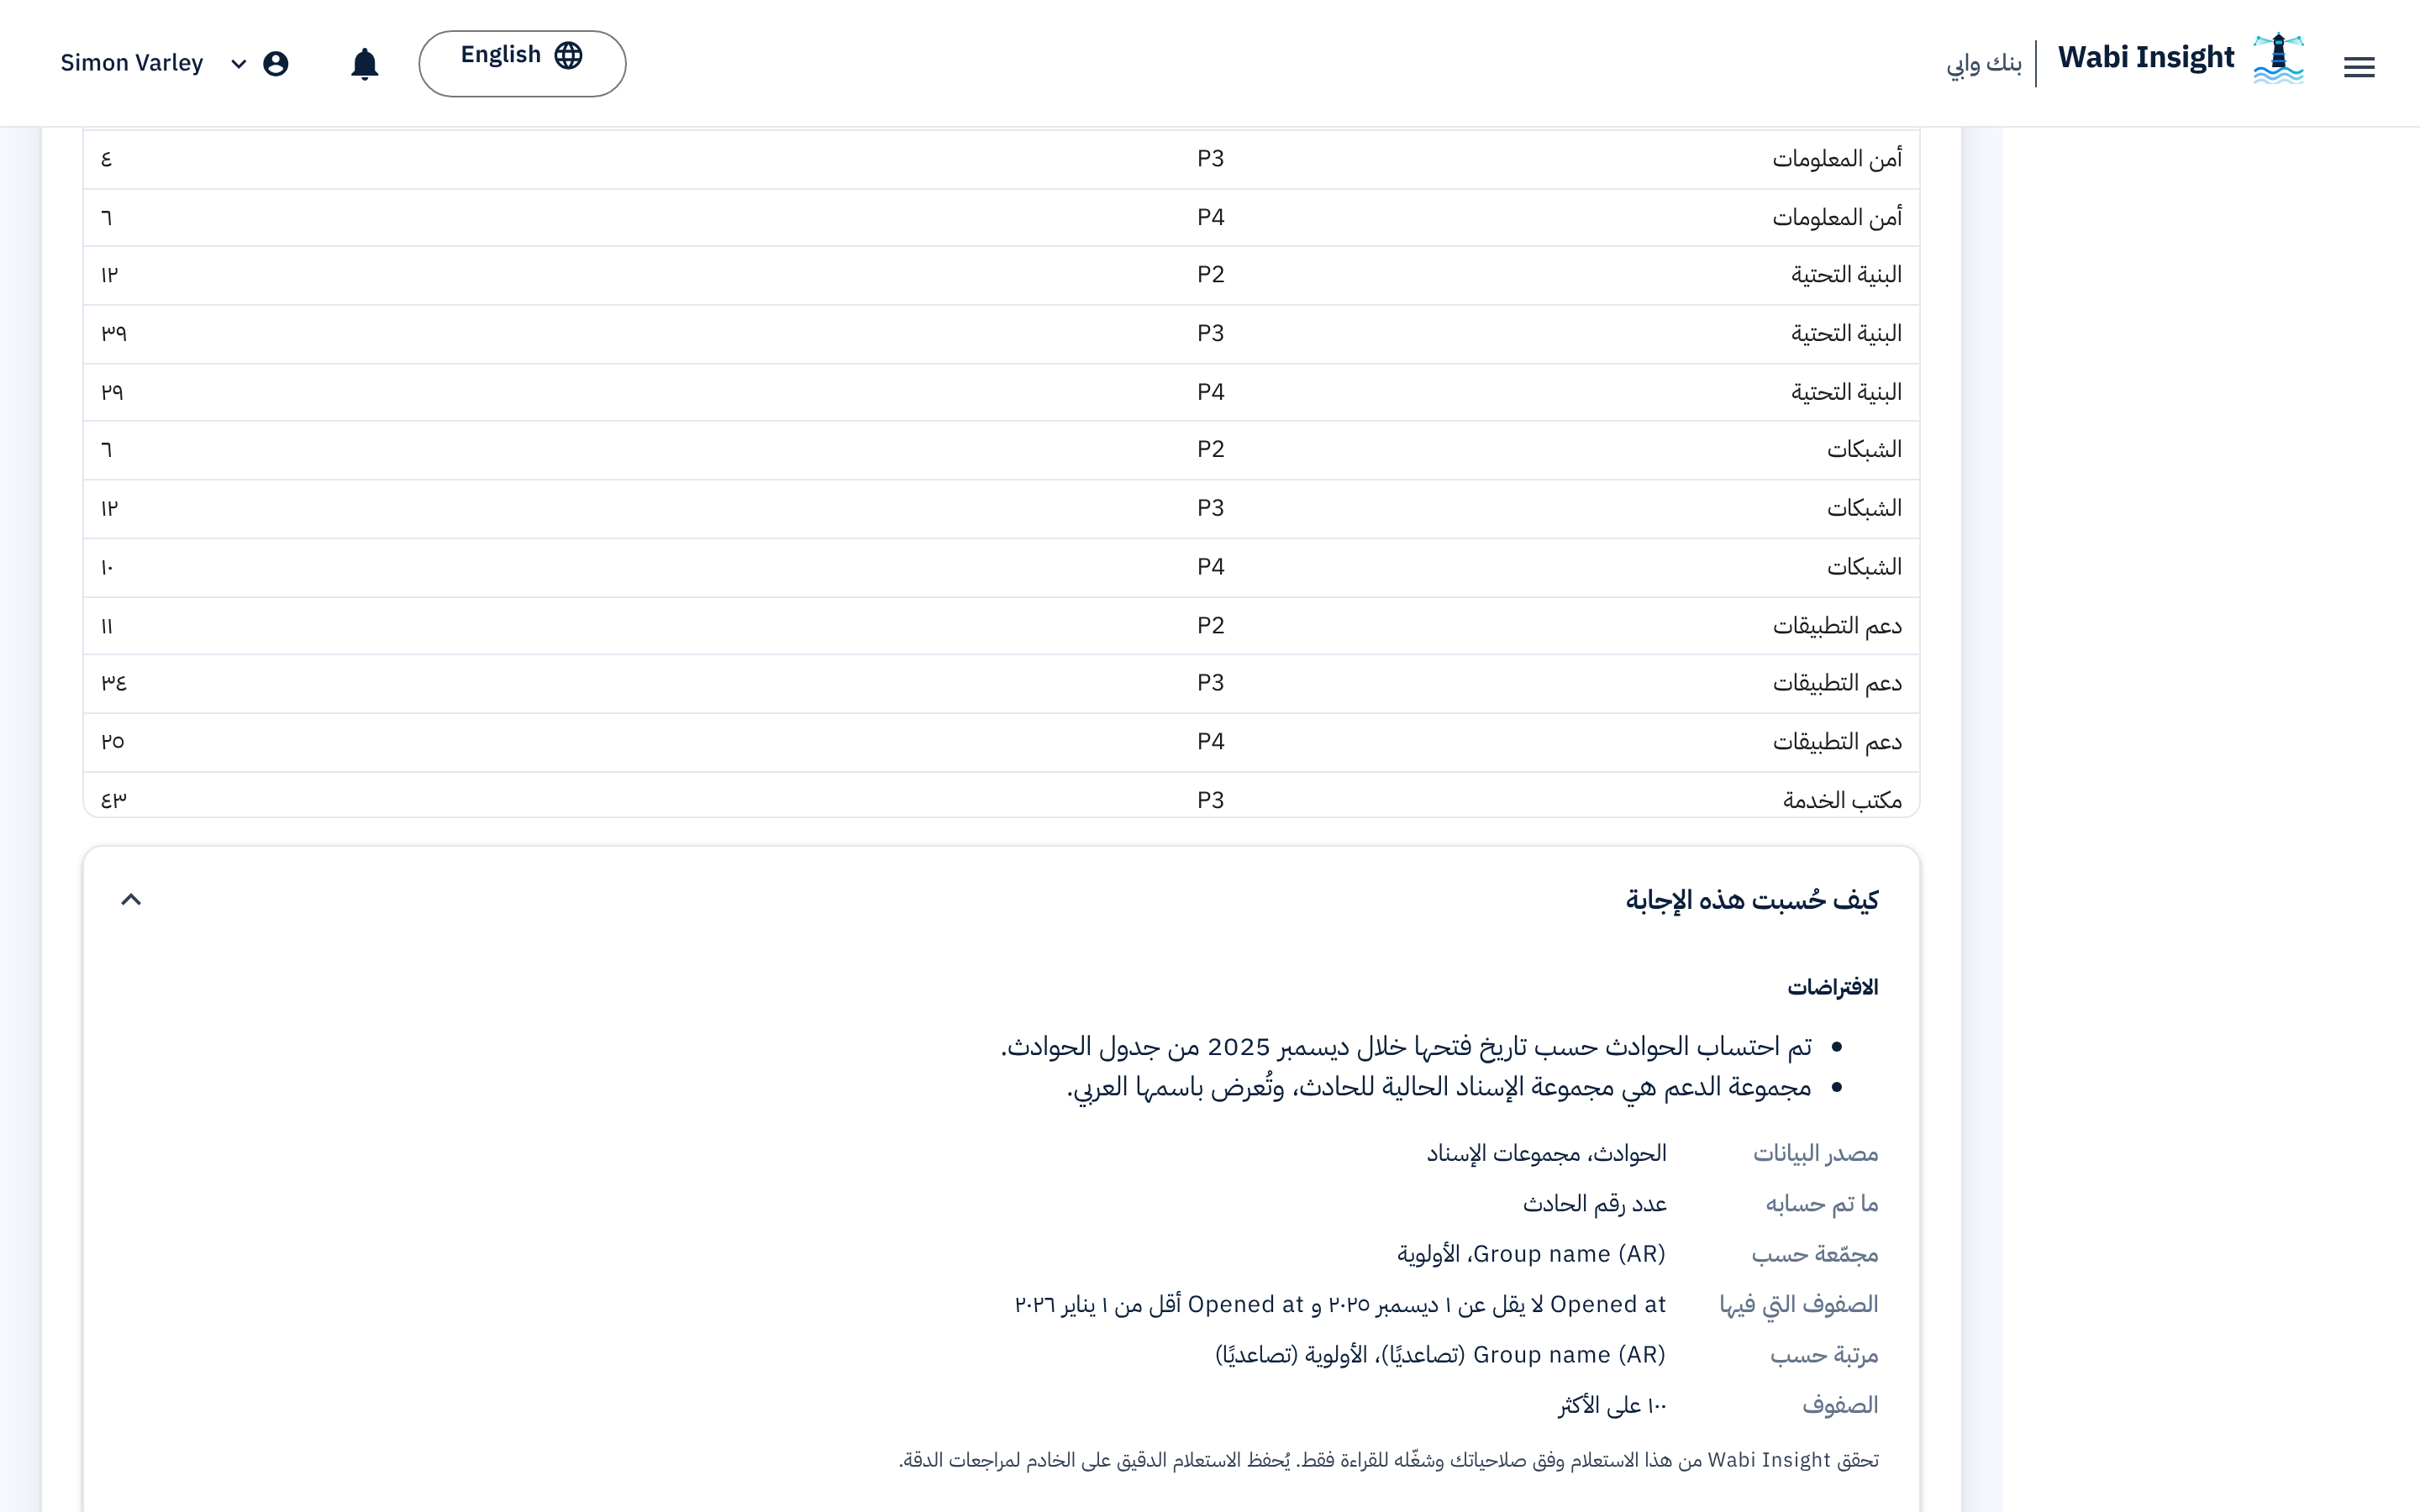 Wabi Insight | بنك وابي
English
Simon Varley
أمن المعلومات P3 ٤
أمن المعلومات P4 ٦
البنية التحتية P2 ١٢
البنية التحتية P3 ٣٩
البنية التحتية P4 ٢٩
الشبكات P2 ٦
الشبكات P3 ١٢
الشبكات P4 ١٠
دعم التطبيقات P2 ١١
دعم التطبيقات P3 ٣٤
دعم التطبيقات P4 ٢٥
مكتب الخدمة P3 ٤٣
كيف حُسبت هذه الإجابة
الافتراضات
• تم احتساب الحوادث حسب تاريخ فتحها خلال ديسمبر 2025 من جدول الحوادث.
• مجموعة الدعم هي مجموعة الإسناد الحالية للحادث، وتُعرض باسمها العربي.
مصدر البيانات الحوادث، مجموعات الإسناد
ما تم حسابه عدد رقم الحادث
مجمّعة حسب Group name (AR)، الأولوية
الصفوف التي فيها Opened at لا يقل عن ١ ديسمبر ٢٠٢٥ و Opened at أقل من ١ يناير ٢٠٢٦
مرتبة حسب Group name (AR) (تصاعديًا)، الأولوية (تصاعديًا)
الصفوف ١٠٠ على الأكثر
تحقق Wabi Insight من هذا الاستعلام وفق صلاحياتك وشغّله للقراءة فقط. يُحفظ الاستعلام الدقيق على الخادم لمراجعات الدقة.